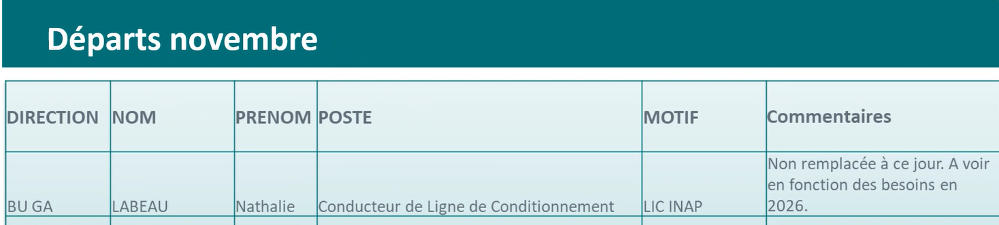 Départs novembre
DIRECTION NOM PRENOM POSTE MOTIF Commentaires
BU GA LABEAU Nathalie Conducteur de Ligne de Conditionnement LIC INAP Non remplacée à ce jour. A voir
en fonction des besoins en
2026.